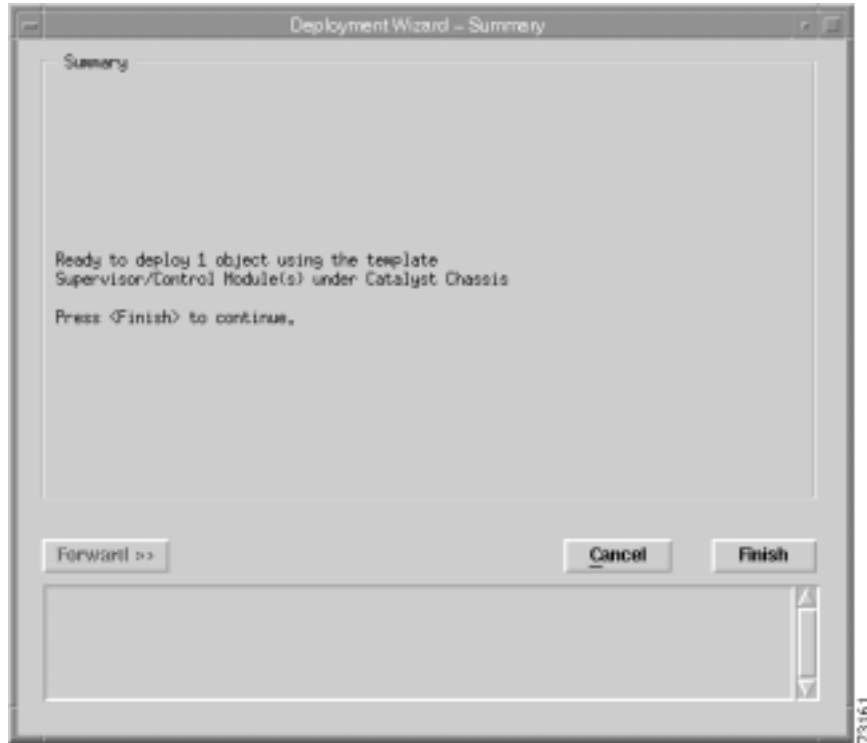 Deployment Wizard – Summary
Summary
Ready to deploy 1 object using the template
Supervisor/Control Module(s) under Catalyst Chassis
Press <Finish> to continue.
Forward >>
Cancel
Finish
73161